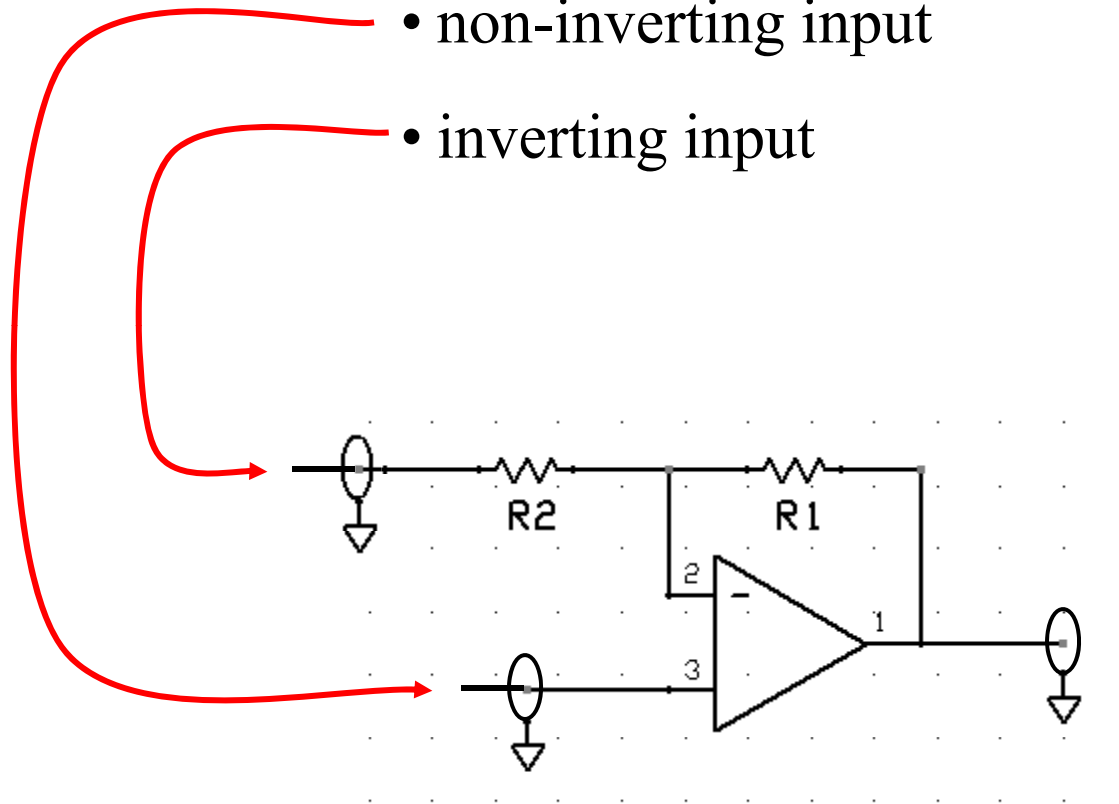 • non-inverting input
• inverting input
R2
R1
2
-
1
3